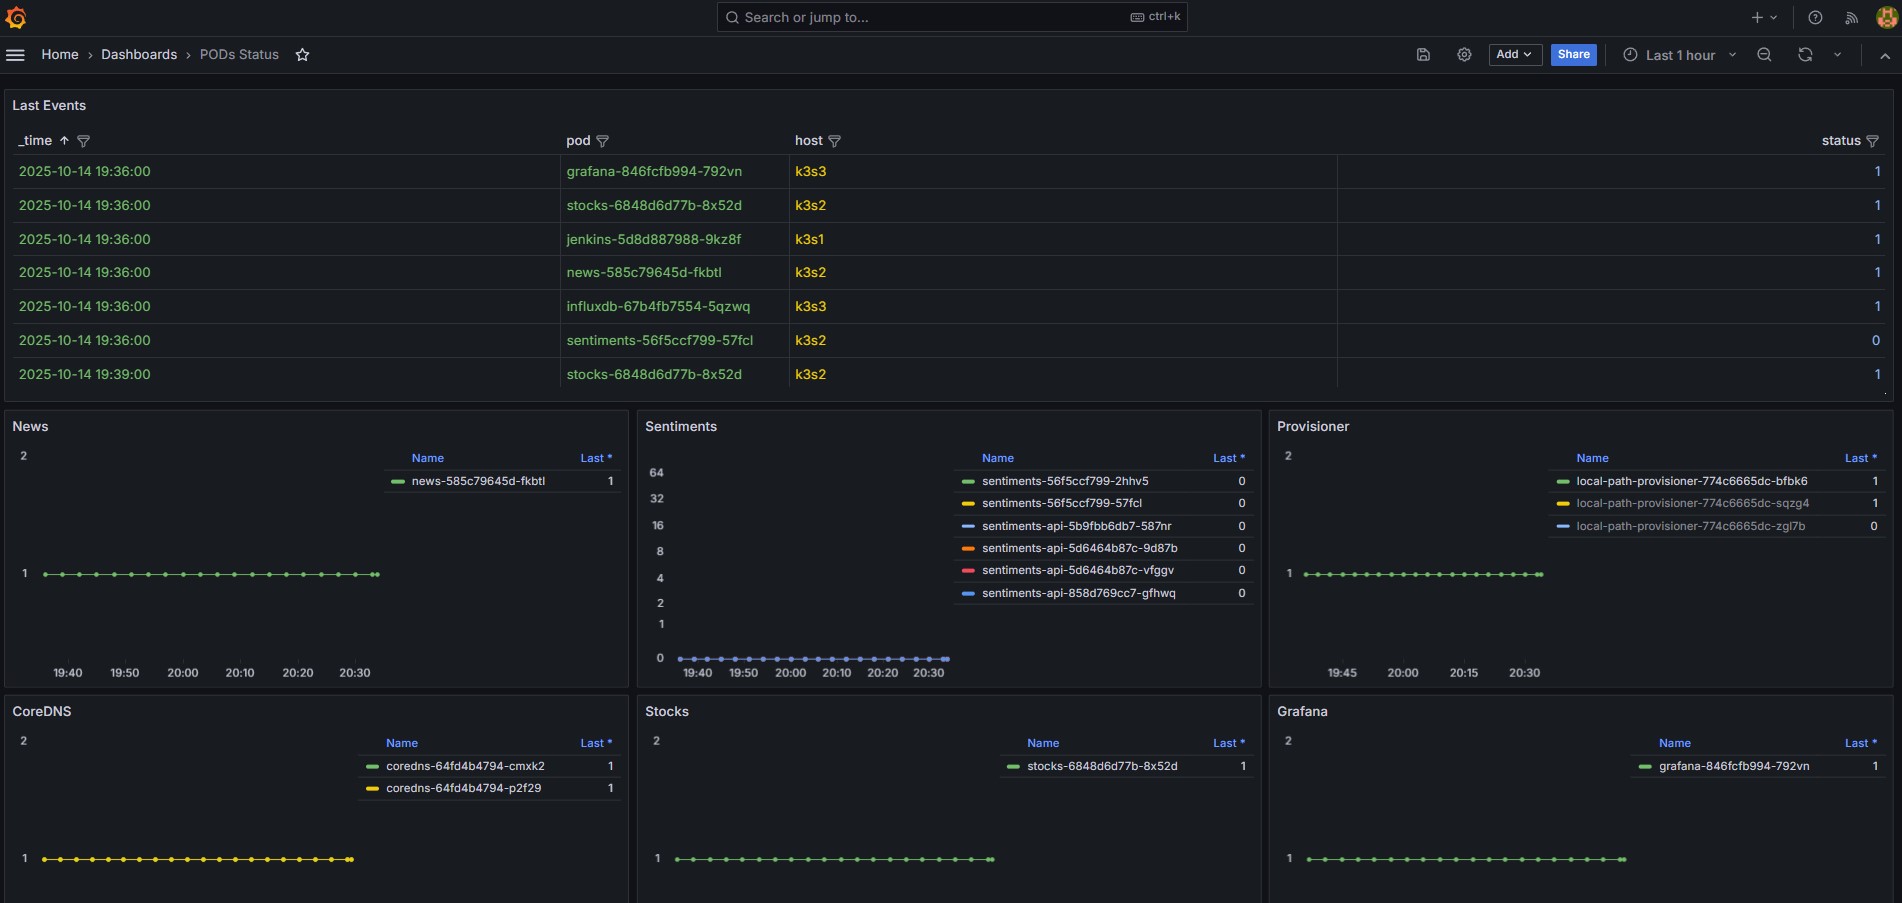 Search or jump to... ctrl+k
Home › Dashboards › PODs Status Add Share Last 1 hour
Last Events
_time pod host status
2025-10-14 19:36:00 grafana-846fcfb994-792vn k3s3 1
2025-10-14 19:36:00 stocks-6848d6d77b-8x52d k3s2 1
2025-10-14 19:36:00 jenkins-5d8d887988-9kz8f k3s1 1
2025-10-14 19:36:00 news-585c79645d-fkbtl k3s2 1
2025-10-14 19:36:00 influxdb-67b4fb7554-5qzwq k3s3 1
2025-10-14 19:36:00 sentiments-56f5ccf799-57fcl k3s2 0
2025-10-14 19:39:00 stocks-6848d6d77b-8x52d k3s2 1
News
2
1
19:40 19:50 20:00 20:10 20:20 20:30
Name Last *
news-585c79645d-fkbtl 1
Sentiments
64
32
16
8
4
2
1
0
19:40 19:50 20:00 20:10 20:20 20:30
Name Last *
sentiments-56f5ccf799-2hhv5 0
sentiments-56f5ccf799-57fcl 0
sentiments-api-5b9fbb6db7-587nr 0
sentiments-api-5d6464b87c-9d87b 0
sentiments-api-5d6464b87c-vfggv 0
sentiments-api-858d769cc7-gfhwq 0
Provisioner
2
1
19:45 20:00 20:15 20:30
Name Last *
local-path-provisioner-774c6665dc-bfbk6 1
local-path-provisioner-774c6665dc-sqzg4 1
local-path-provisioner-774c6665dc-zgl7b 0
CoreDNS
2
1
Name Last *
coredns-64fd4b4794-cmxk2 1
coredns-64fd4b4794-p2f29 1
Stocks
2
1
Name Last *
stocks-6848d6d77b-8x52d 1
Grafana
2
1
Name Last *
grafana-846fcfb994-792vn 1